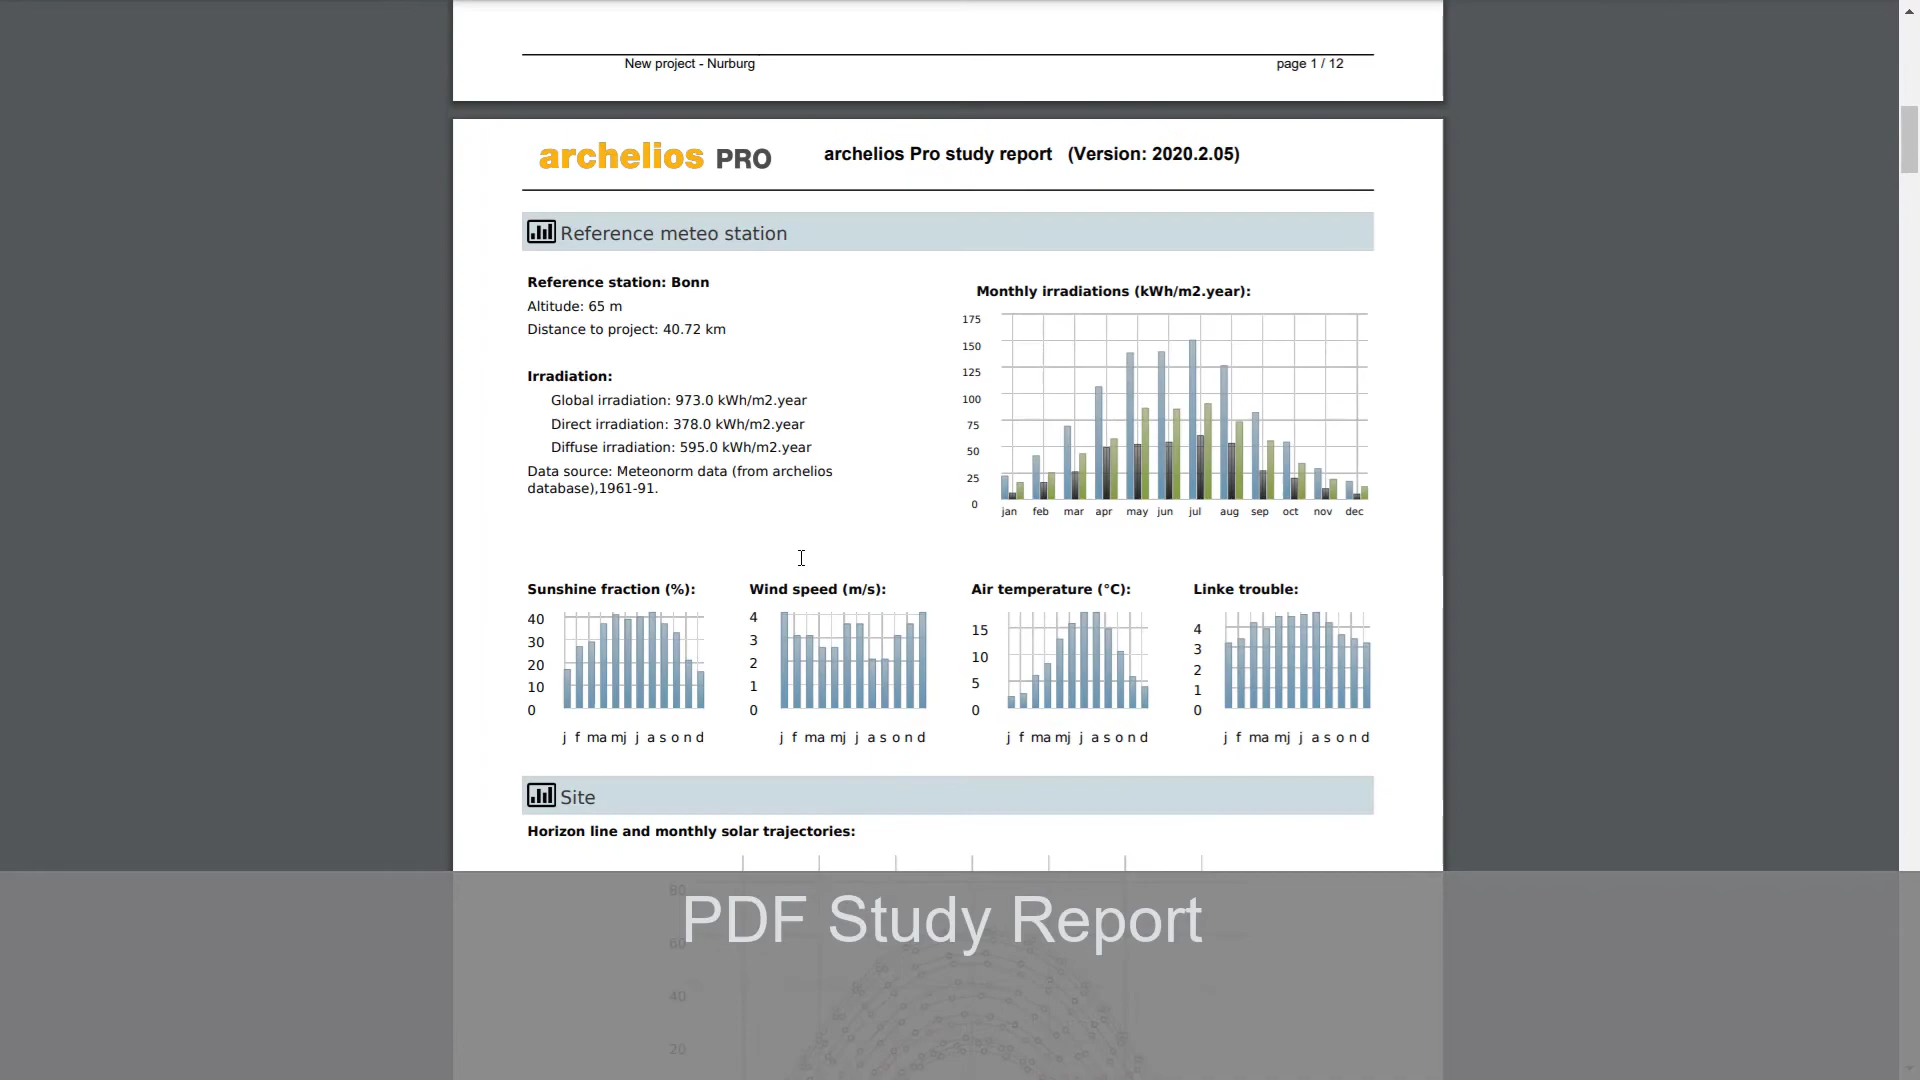 New project - Nurburg page 1 / 12
archelios PRO archelios Pro study report (Version: 2020.2.05)
Reference meteo station
Reference station: Bonn
Altitude: 65 m
Distance to project: 40.72 km
Irradiation:
Global irradiation: 973.0 kWh/m2.year
Direct irradiation: 378.0 kWh/m2.year
Diffuse irradiation: 595.0 kWh/m2.year
Data source: Meteonorm data (from archelios
database),1961-91.
Monthly irradiations (kWh/m2.year):
175
150
125
100
75
50
25
0
jan feb mar apr may jun jul aug sep oct nov dec
Sunshine fraction (%):
40
30
20
10
0
j f ma mj j a s o n d
Wind speed (m/s):
4
3
2
1
0
j f ma mj j a s o n d
Air temperature (°C):
15
10
5
0
j f ma mj j a s o n d
Linke trouble:
4
3
2
1
0
j f ma mj j a s o n d
Site
Horizon line and monthly solar trajectories:
80
60
40
20
PDF Study Report